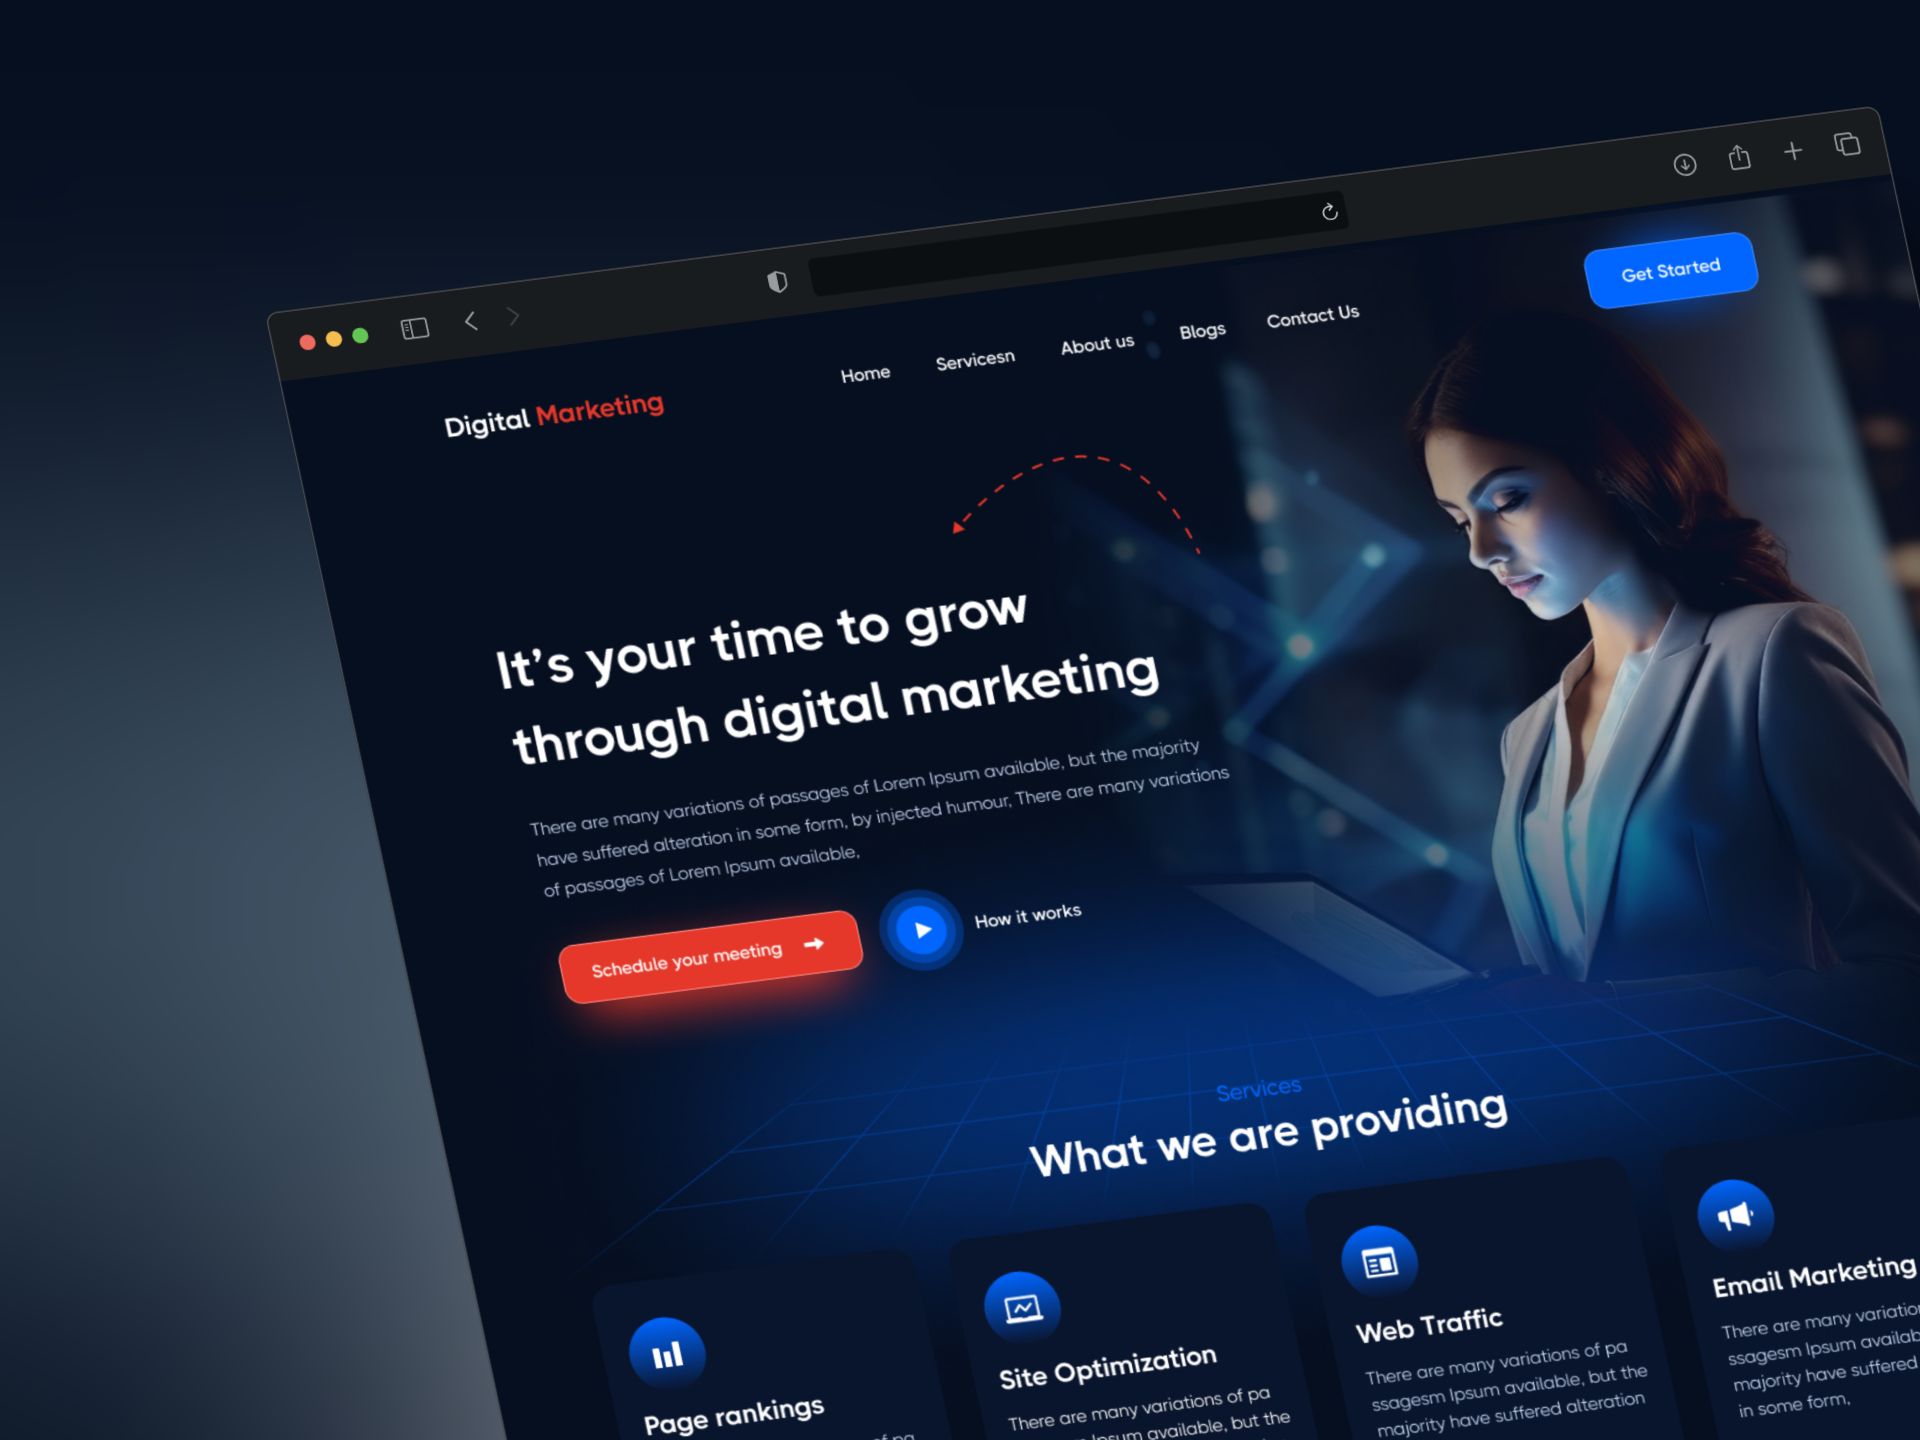 Get Started
Home Servicesn About us Blogs Contact Us
Digital Marketing
It's your time to grow
through digital marketing
There are many variations of passages of Lorem Ipsum available, but the majority
have suffered alteration in some form, by injected humour, There are many variations
of passages of Lorem Ipsum available,
Schedule your meeting
How it works
Services
What we are providing
Page rankings
of pa
Site Optimization
There are many variations of pa
Ipsum available, but the
Web Traffic
There are many variations of pa
ssagesm Ipsum available, but the
majority have suffered alteration
Email Marketing
There are many
ssagesm Ipsum
majority have suffered
in some form,